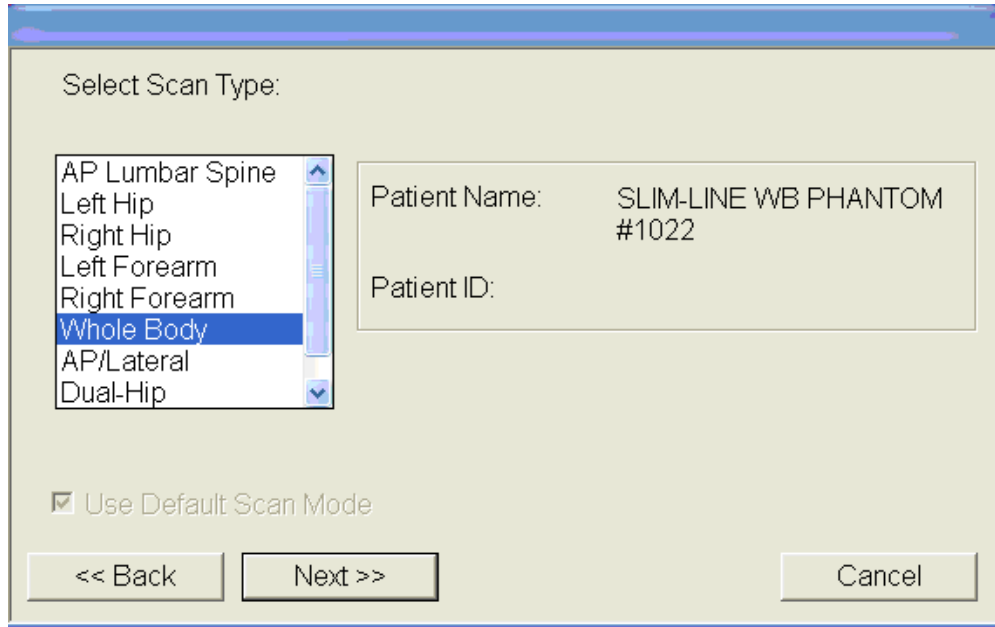 Select Scan Type:
AP Lumbar Spine
Left Hip
Right Hip
Left Forearm
Right Forearm
Whole Body
AP/Lateral
Dual-Hip
Patient Name: SLIM-LINE WB PHANTOM
#1022
Patient ID:
Use Default Scan Mode
<< Back Next >> Cancel